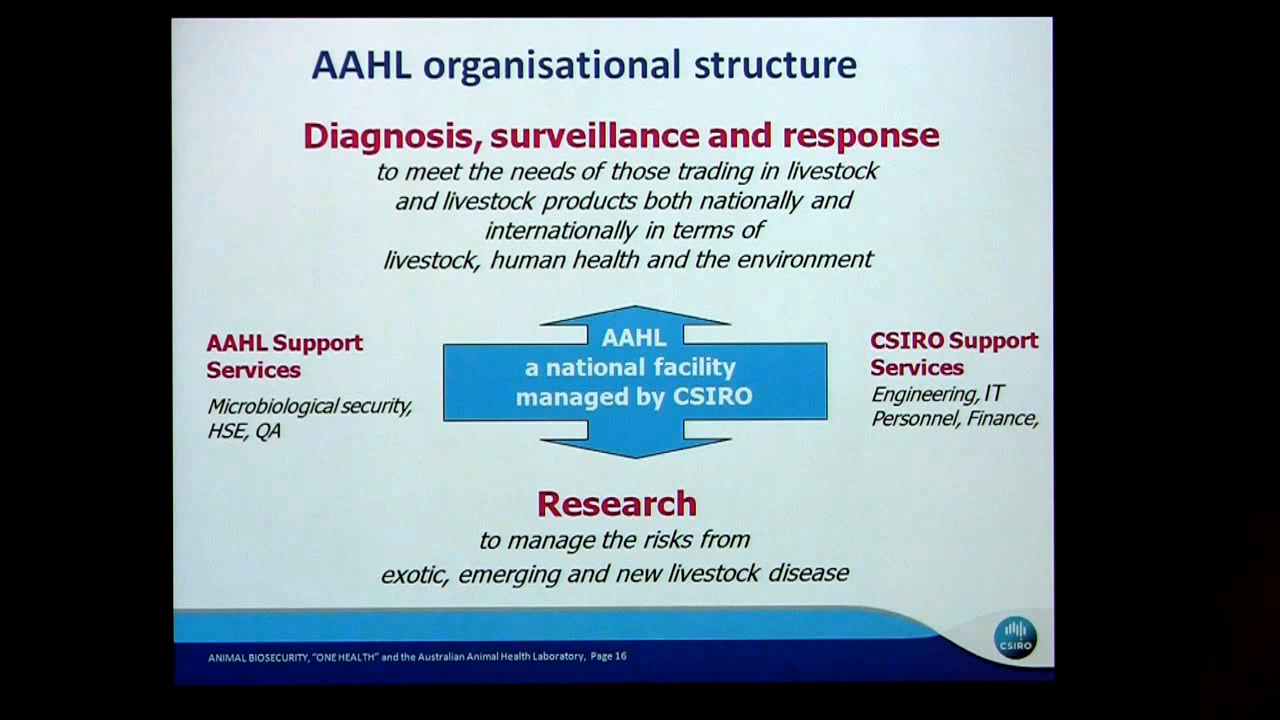 AAHL organisational structure
Diagnosis, surveillance and response
to meet the needs of those trading in livestock
and livestock products both nationally and
internationally in terms of
livestock, human health and the environment
AAHL Support
Services
Microbiological security,
HSE, QA
AAHL
a national facility
managed by CSIRO
CSIRO Support
Services
Engineering, IT
Personnel, Finance,
Research
to manage the risks from
exotic, emerging and new livestock disease
ANIMAL BIOSECURITY, “ONE HEALTH” and the Australian Animal Health Laboratory, Page 16
CSIRO